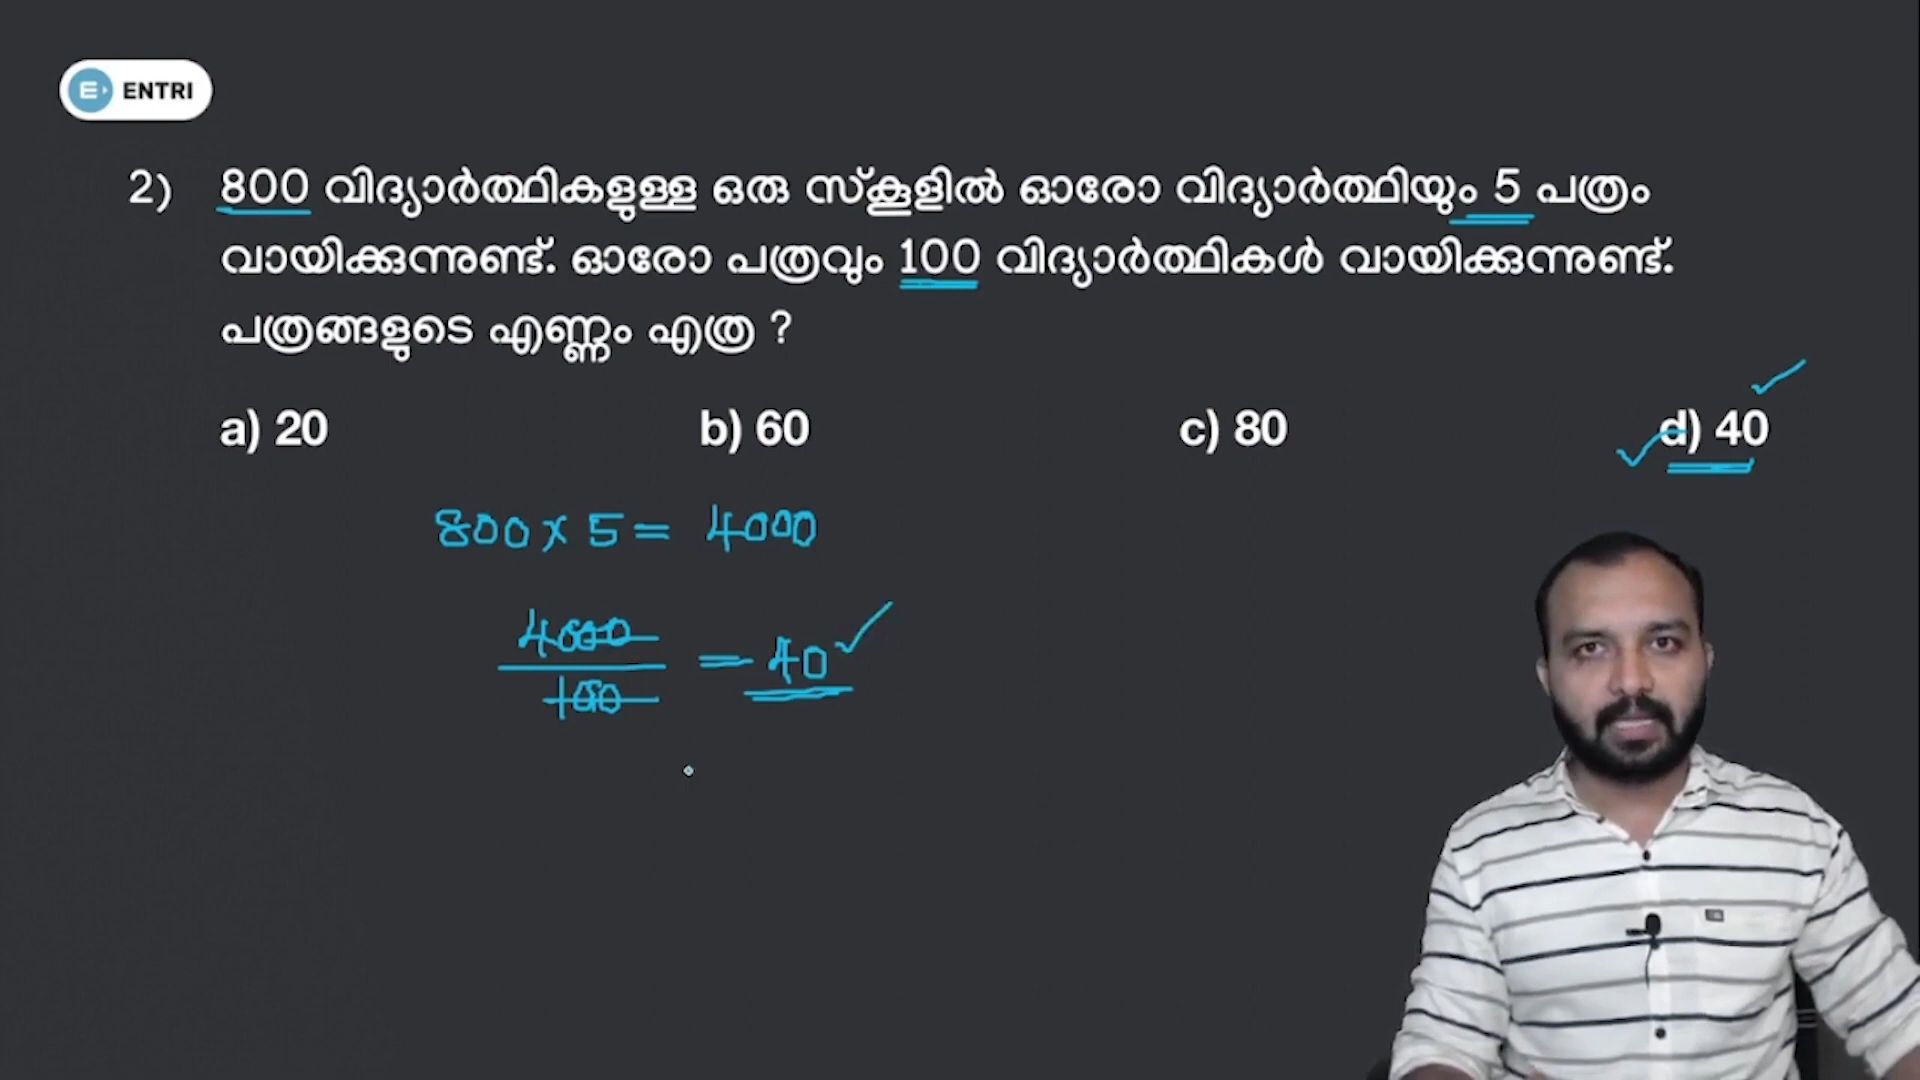 ENTRI
2) 800 വിദ്യാർത്ഥികളുള്ള ഒരു സ്കൂളിൽ ഓരോ വിദ്യാർത്ഥിയും 5 പത്രം
വായിക്കുന്നുണ്ട്. ഓരോ പത്രവും 100 വിദ്യാർത്ഥികൾ വായിക്കുന്നുണ്ട്.
പത്രങ്ങളുടെ എണ്ണം എത്ര ?
a) 20 b) 60 c) 80 d) 40
800 x 5 = 4000
4000
= 40
100